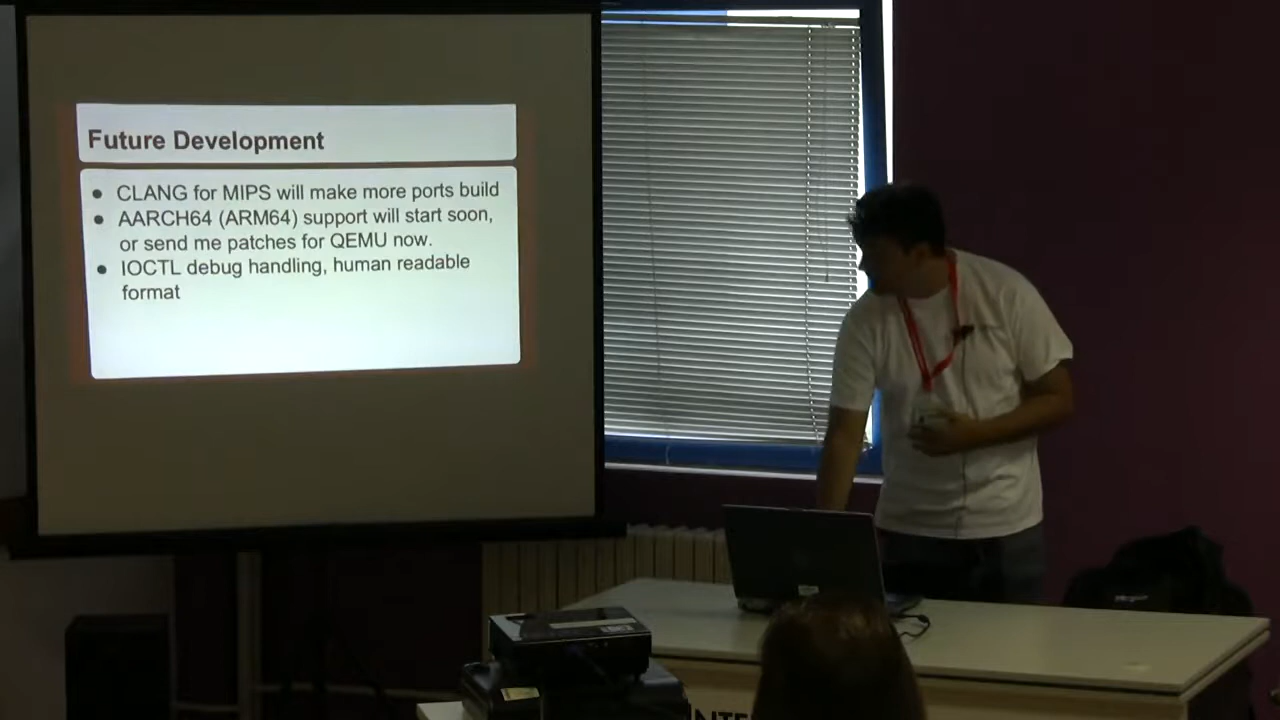 Future Development
• CLANG for MIPS will make more ports build
• AARCH64 (ARM64) support will start soon,
or send me patches for QEMU now.
• IOCTL debug handling, human readable
format
INTE